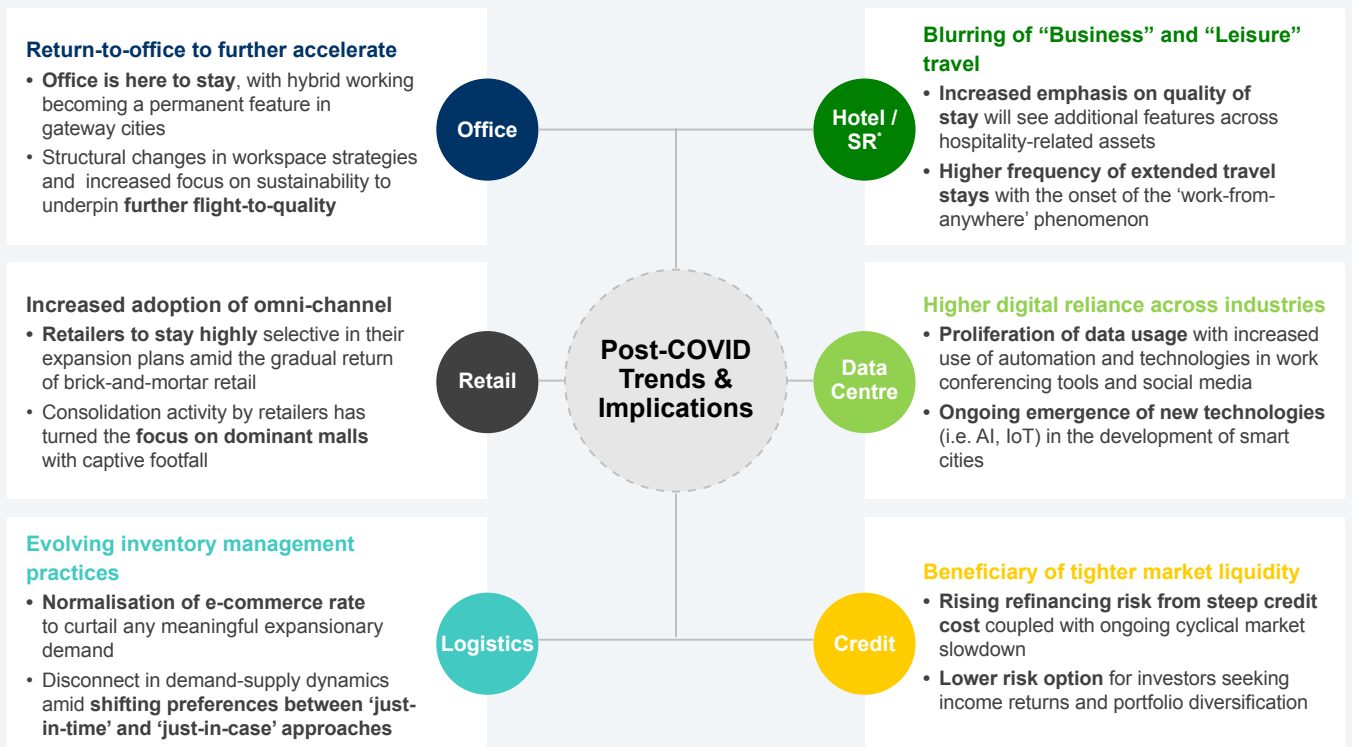 Return-to-office to further accelerate
• Office is here to stay, with hybrid working
becoming a permanent feature in
gateway cities
• Structural changes in workspace strategies
and increased focus on sustainability to
underpin further flight-to-quality
Office
Blurring of “Business” and “Leisure”
travel
• Increased emphasis on quality of
stay will see additional features across
hospitality-related assets
• Higher frequency of extended travel
stays with the onset of the ‘work-from-
anywhere’ phenomenon
Hotel /
SR*
Increased adoption of omni-channel
• Retailers to stay highly selective in their
expansion plans amid the gradual return
of brick-and-mortar retail
• Consolidation activity by retailers has
turned the focus on dominant malls
with captive footfall
Retail
Post-COVID
Trends &
Implications
Data
Centre
Higher digital reliance across industries
• Proliferation of data usage with increased
use of automation and technologies in work
conferencing tools and social media
• Ongoing emergence of new technologies
(i.e. AI, IoT) in the development of smart
cities
Evolving inventory management
practices
• Normalisation of e-commerce rate
to curtail any meaningful expansionary
demand
• Disconnect in demand-supply dynamics
amid shifting preferences between ‘just-
in-time’ and ‘just-in-case’ approaches
Logistics
Credit
Beneficiary of tighter market liquidity
• Rising refinancing risk from steep credit
cost coupled with ongoing cyclical market
slowdown
• Lower risk option for investors seeking
income returns and portfolio diversification